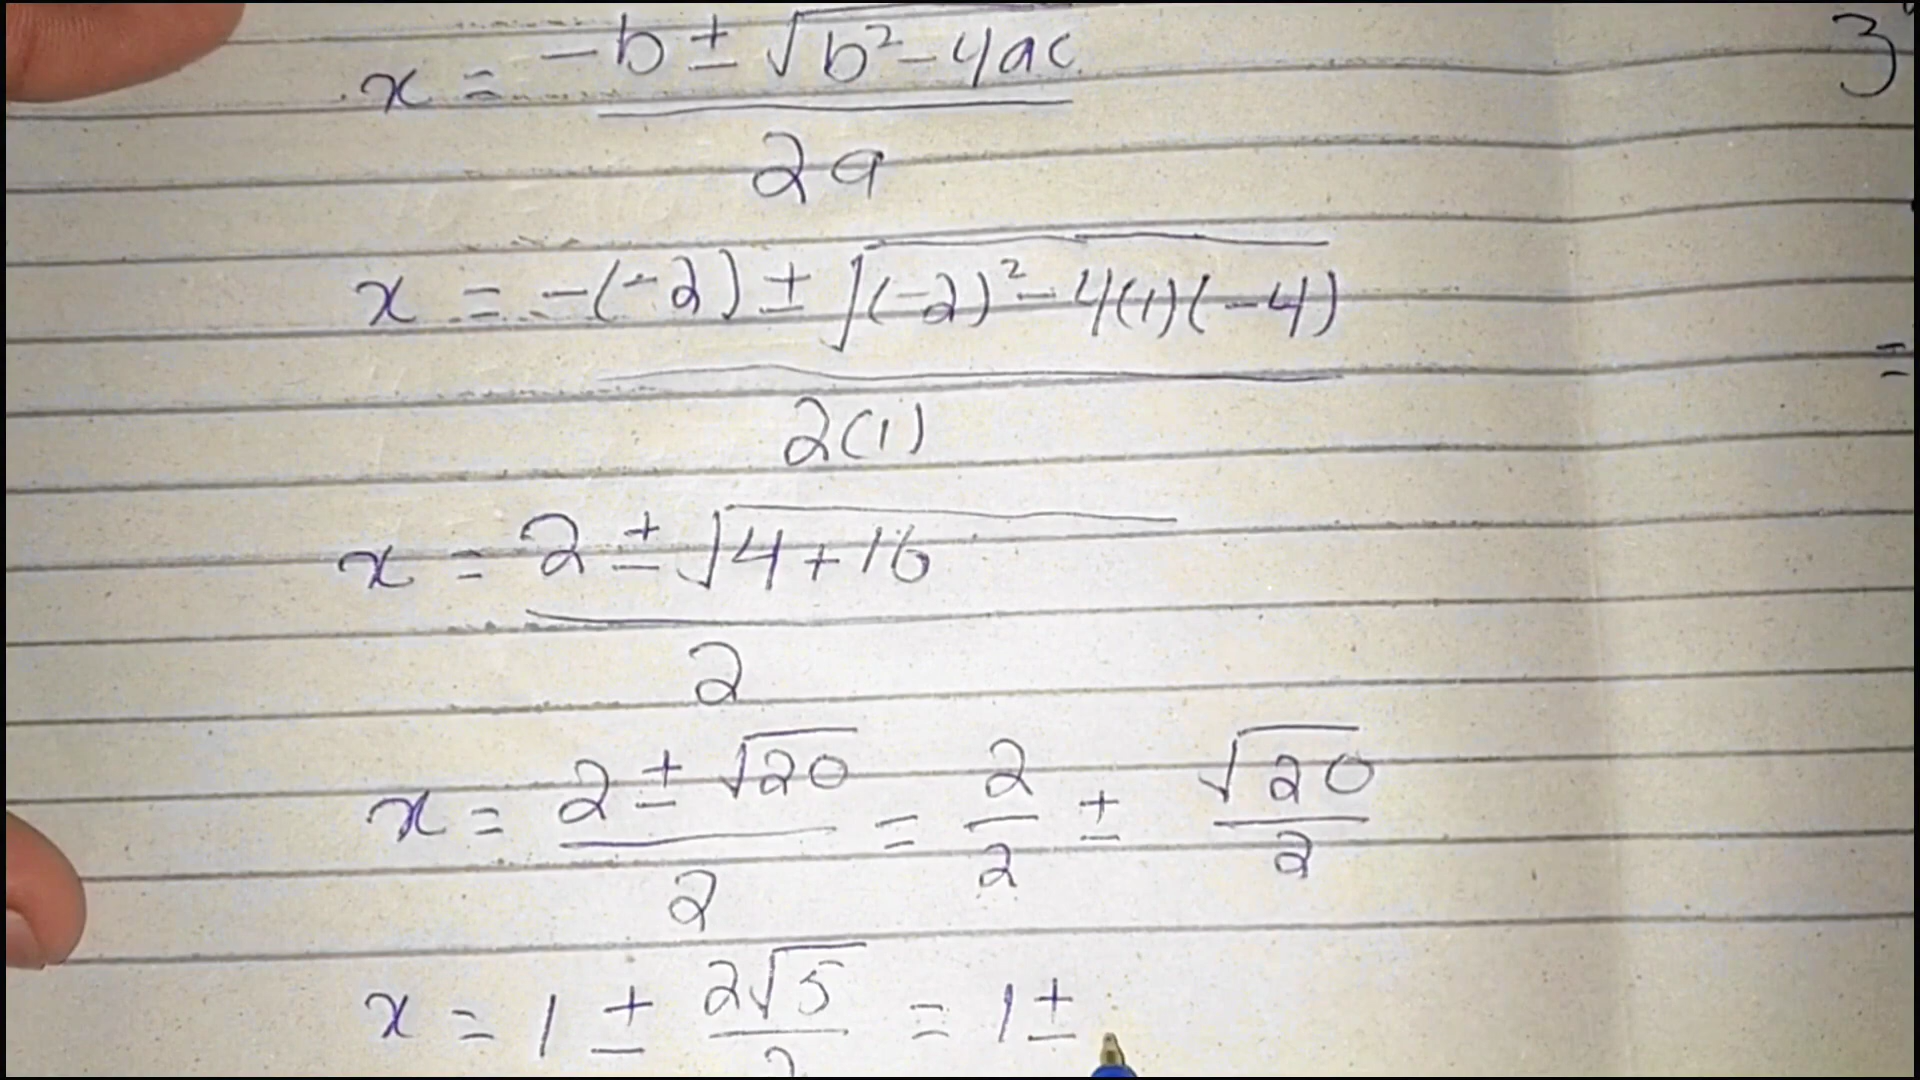 x = -b ± √b² - 4ac
2a
3
x = -(-2) ± √(-2)² - 4(1)(-4)
2(1)
=
x = 2 ± √4 + 16
2
x = 2 ± √20 / 2 = 2/2 ± √20/2
x = 1 ± 2√5/2 = 1 ±